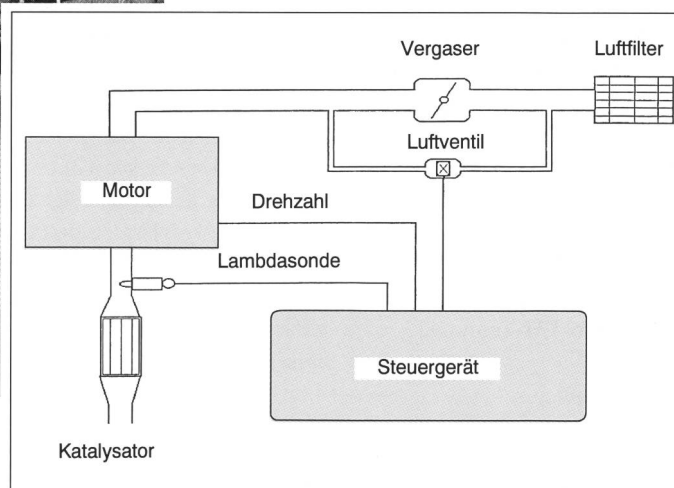 Vergaser
Luftfilter
Luftventil
Motor
Drehzahl
Lambdasonde
Steuergerät
Katalysator